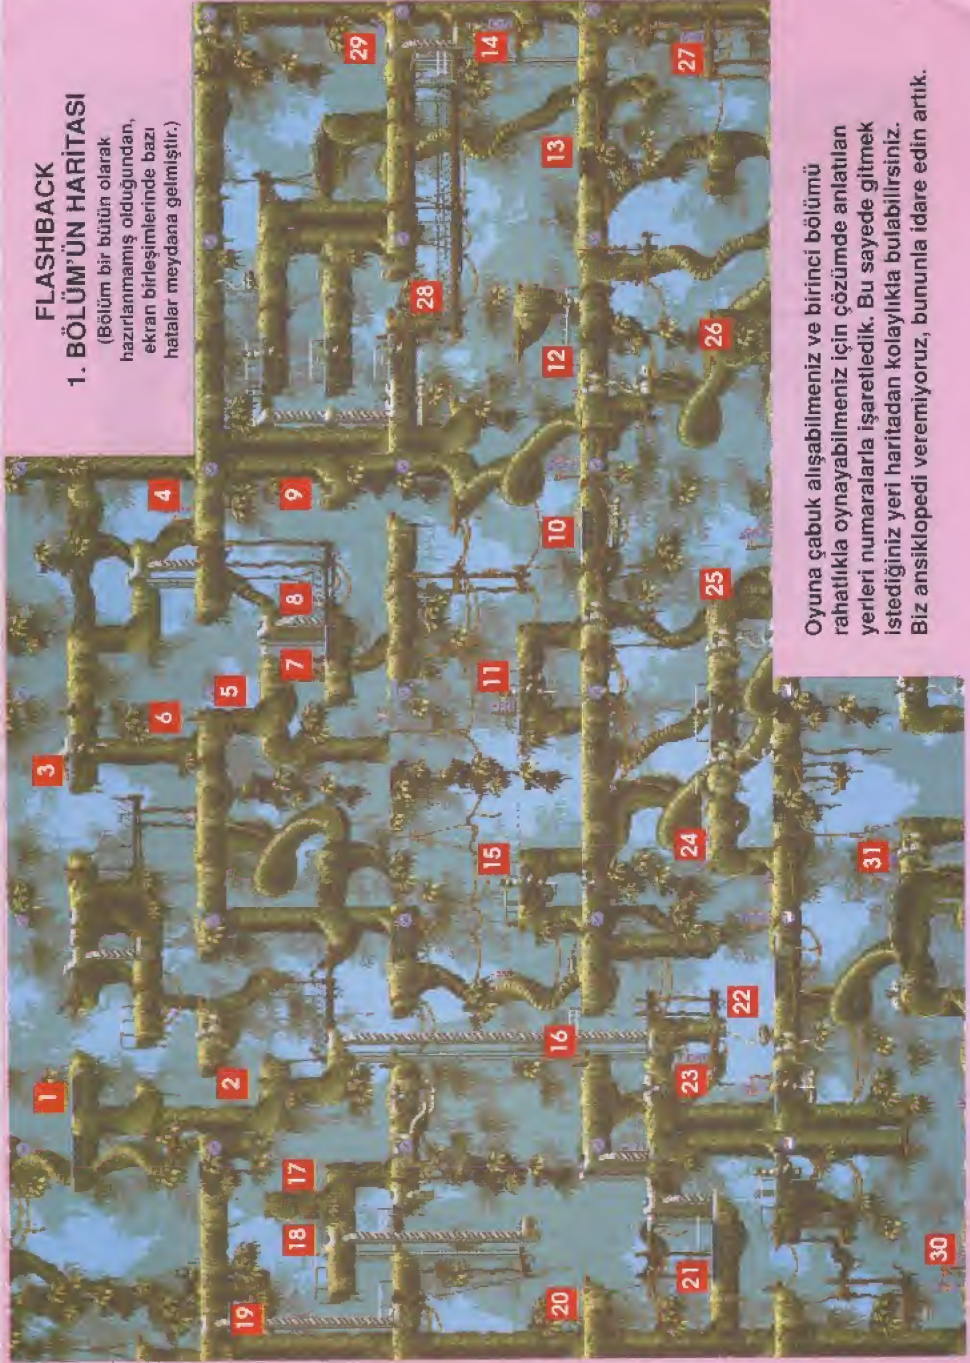 FLASHBACK
1. BÖLÜM'ÜN HARİTASI
(Bölüm bir bütün olarak
hazırlanmamış olduğundan,
ekran birleşimlerinde bazı
hatalar meydana gelmiştir.)
1
2
3
4
5
6
7
8
9
10
11
12
13
14
15
16
17
18
19
20
21
22
23
24
25
26
27
28
29
30
31
Oyuna çabuk alışabilmeniz ve birinci bölümü
rahatlıkla oynayabilmeniz için çözümde anlatılan
yerleri numaralarla işaretledik. Bu sayede gitmek
istediğiniz yeri haritadan kolaylıkla bulabilirsiniz.
Biz ansiklopedi veremiyoruz, bununla idare edin artık.